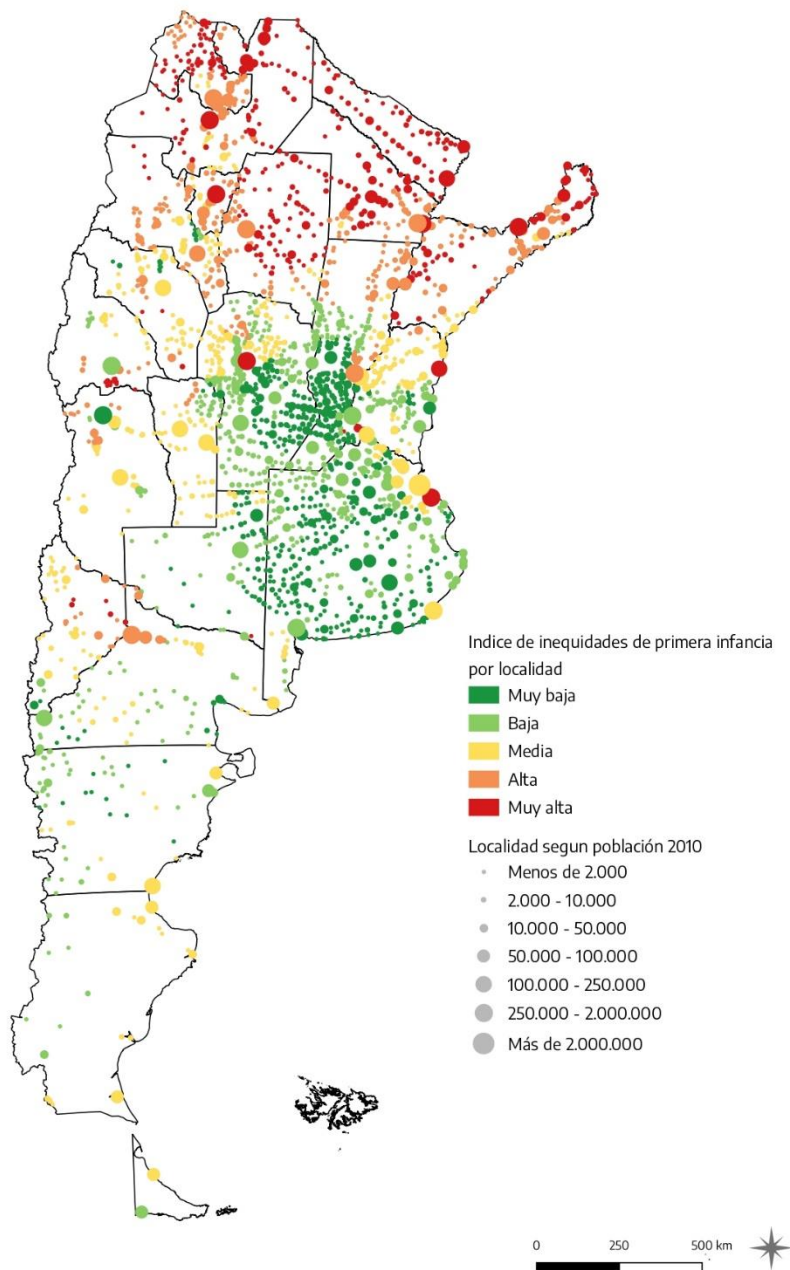 Indice de inequidades de primera infancia
por localidad
Muy baja
Baja
Media
Alta
Muy alta
Localidad segun población 2010
Menos de 2.000
2.000 - 10.000
10.000 - 50.000
50.000 - 100.000
100.000 - 250.000
250.000 - 2.000.000
Más de 2.000.000
0 250 500 km